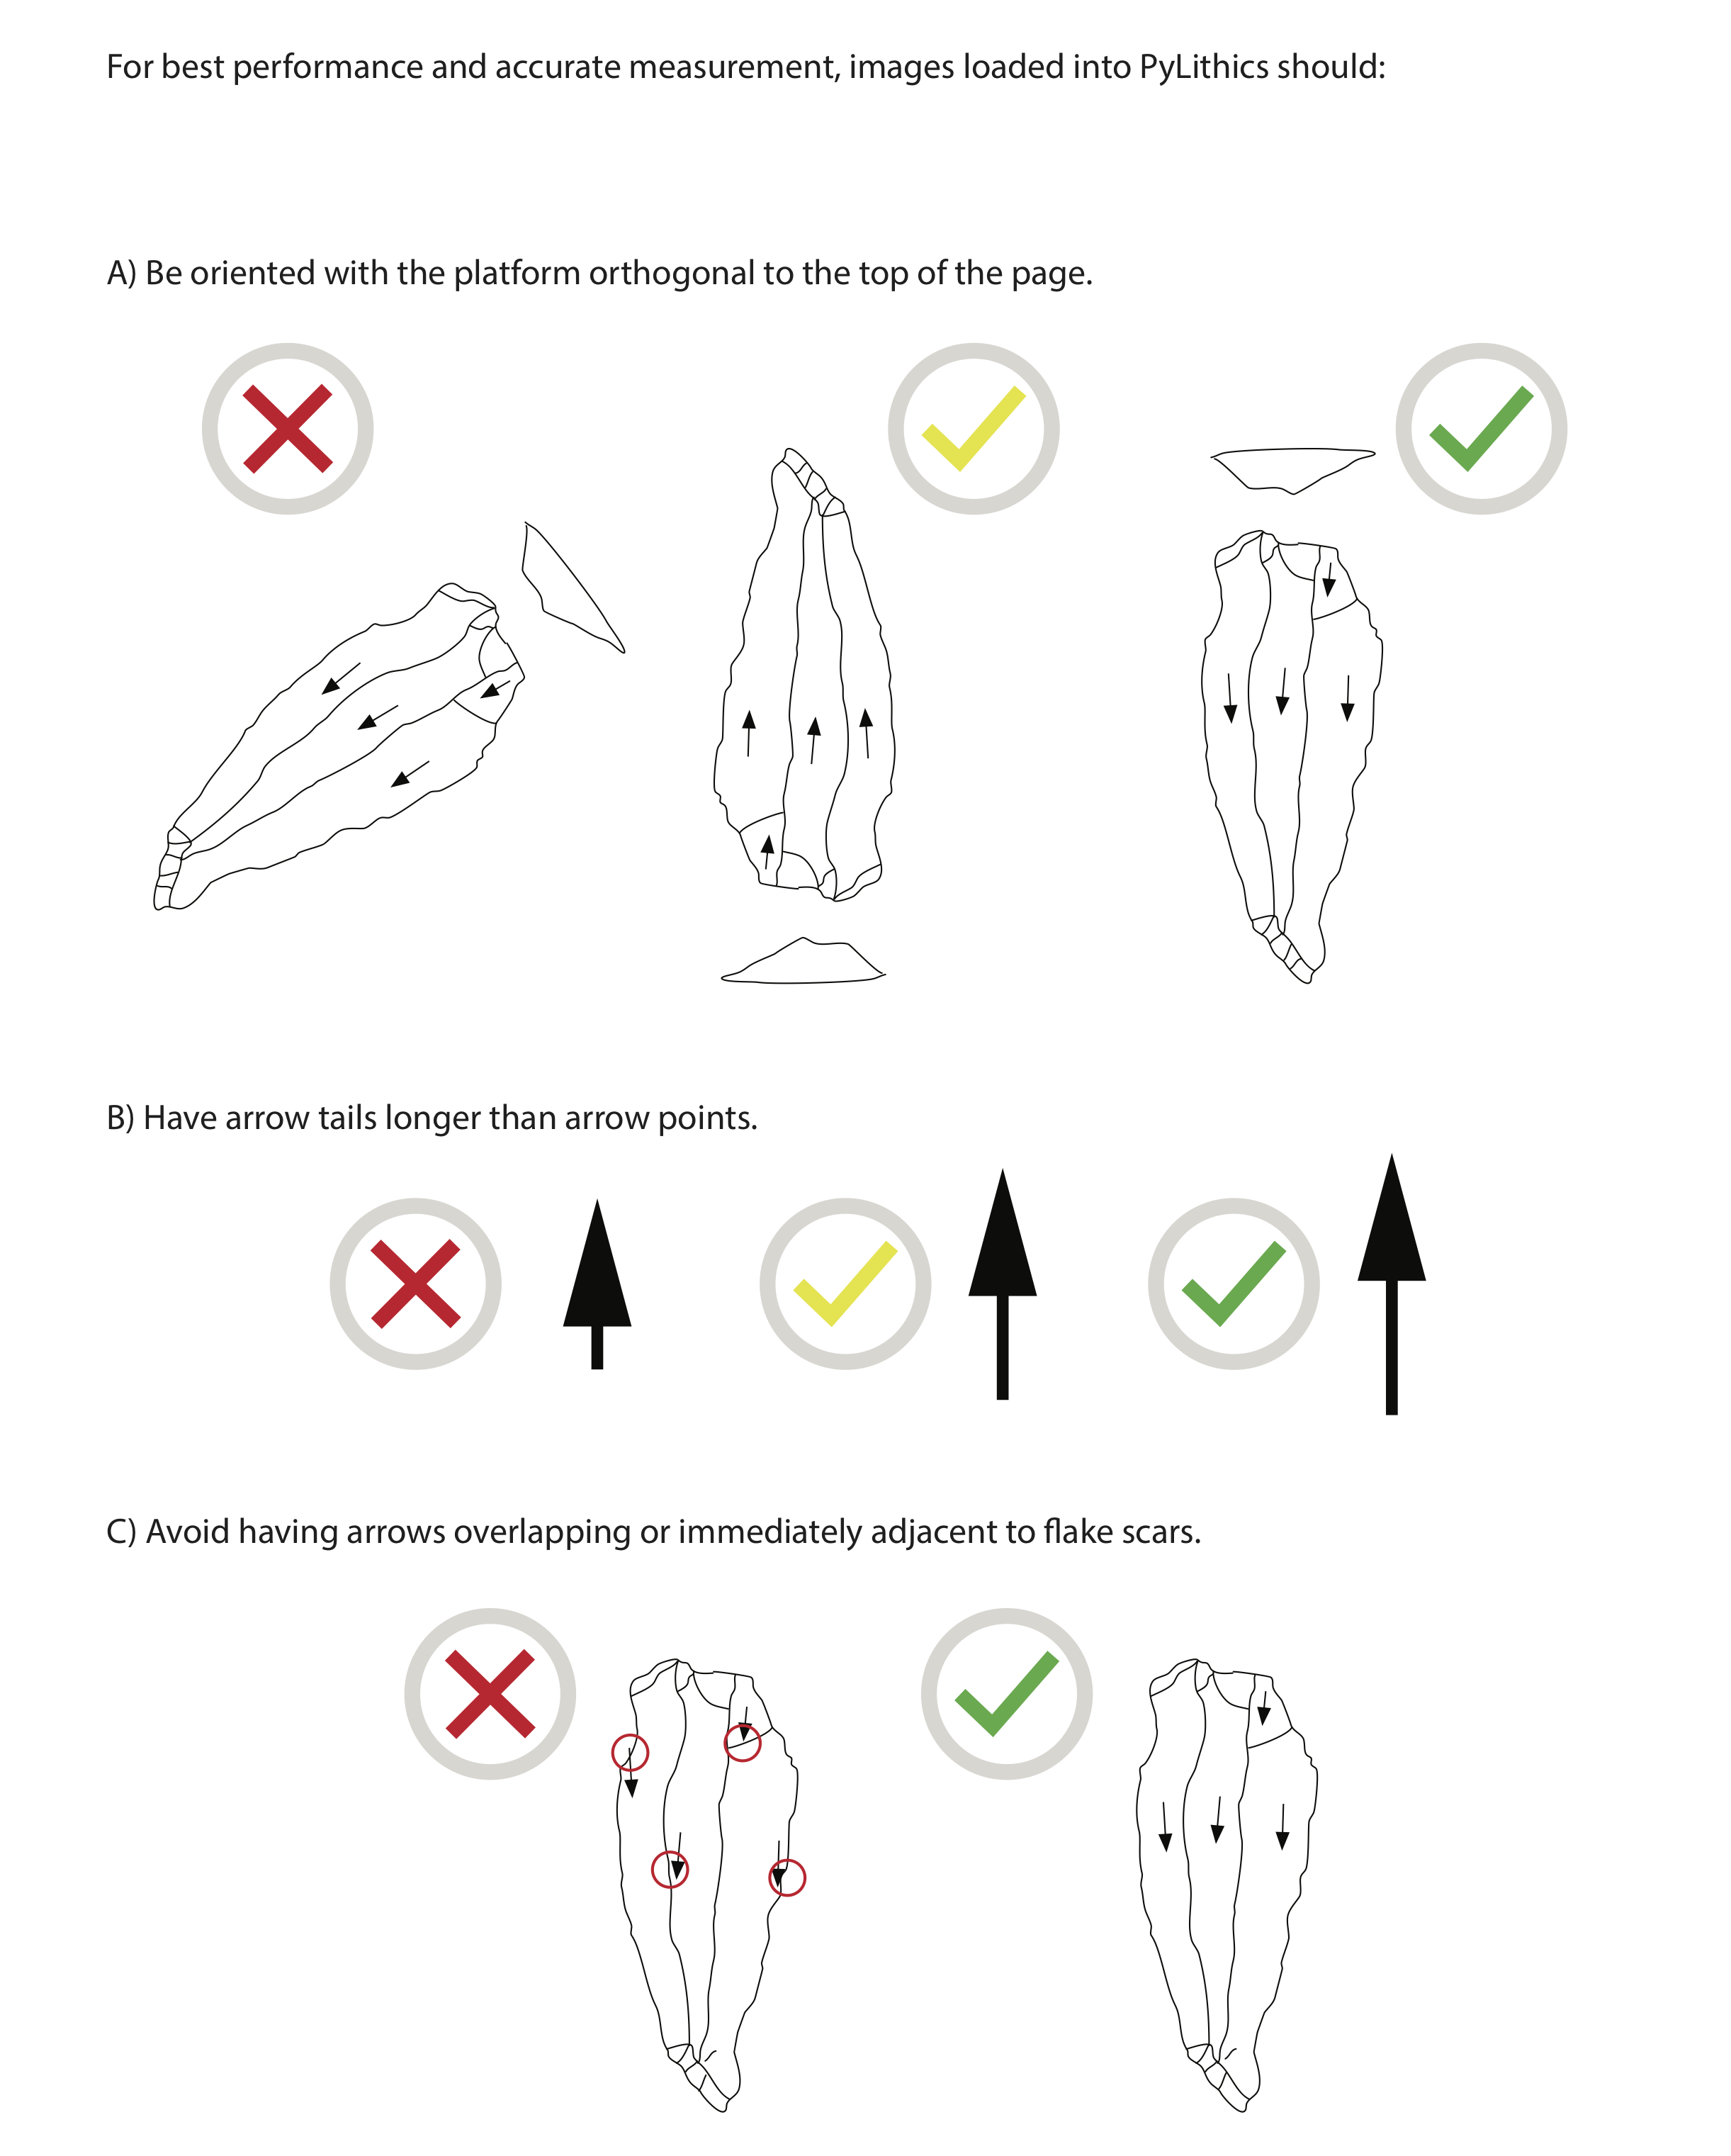 For best performance and accurate measurement, images loaded into PyLithics should:
A) Be oriented with the platform orthogonal to the top of the page.
B) Have arrow tails longer than arrow points.
C) Avoid having arrows overlapping or immediately adjacent to flake scars.